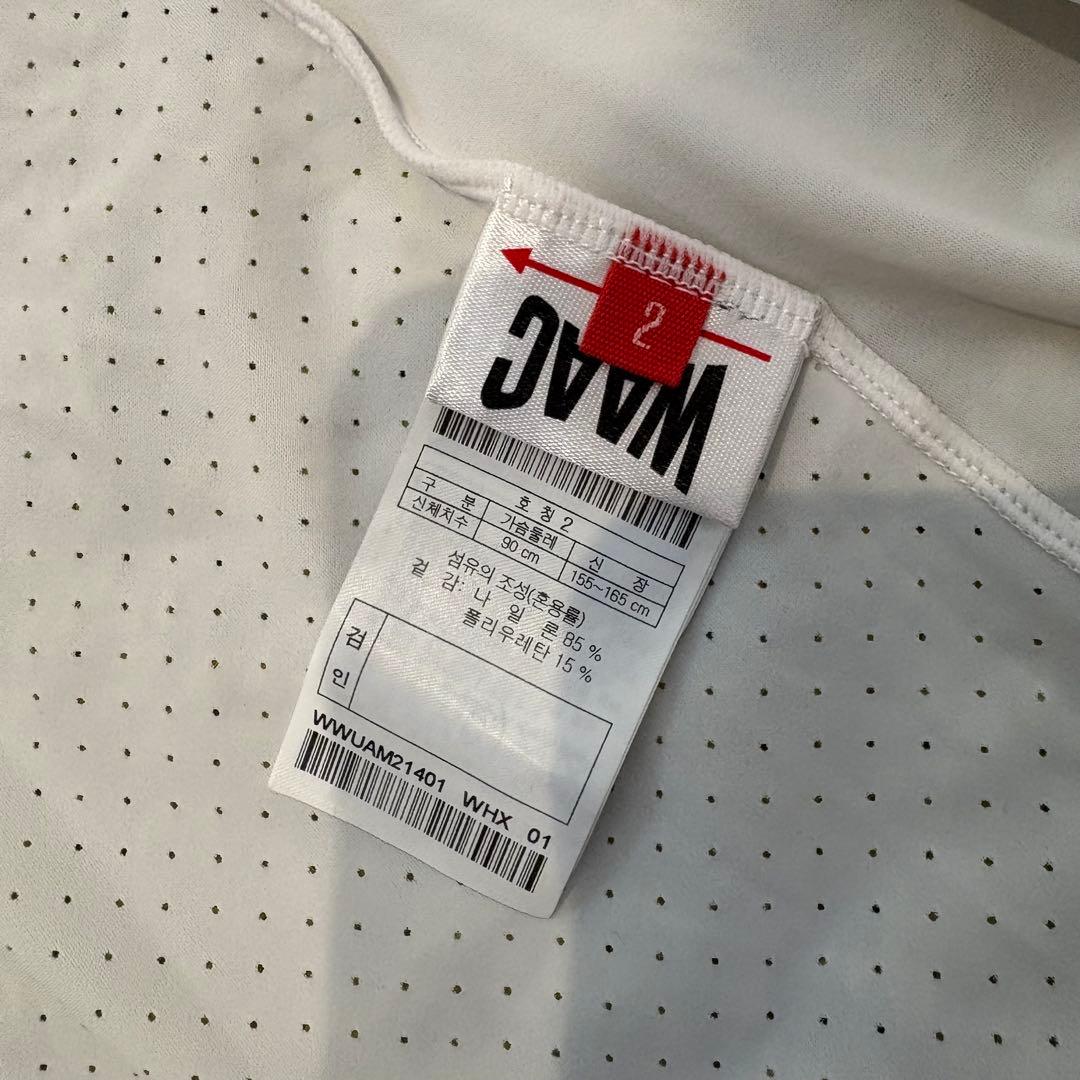 2
WAAC
호칭 2
구 분 가슴둘레 신 장
신체치수 90 cm 155~165 cm
섬유의 조성(혼용률)
겉 감: 나 일 론 85 %
폴리우레탄 15 %
검
인
WWUAM21401 WHX 01